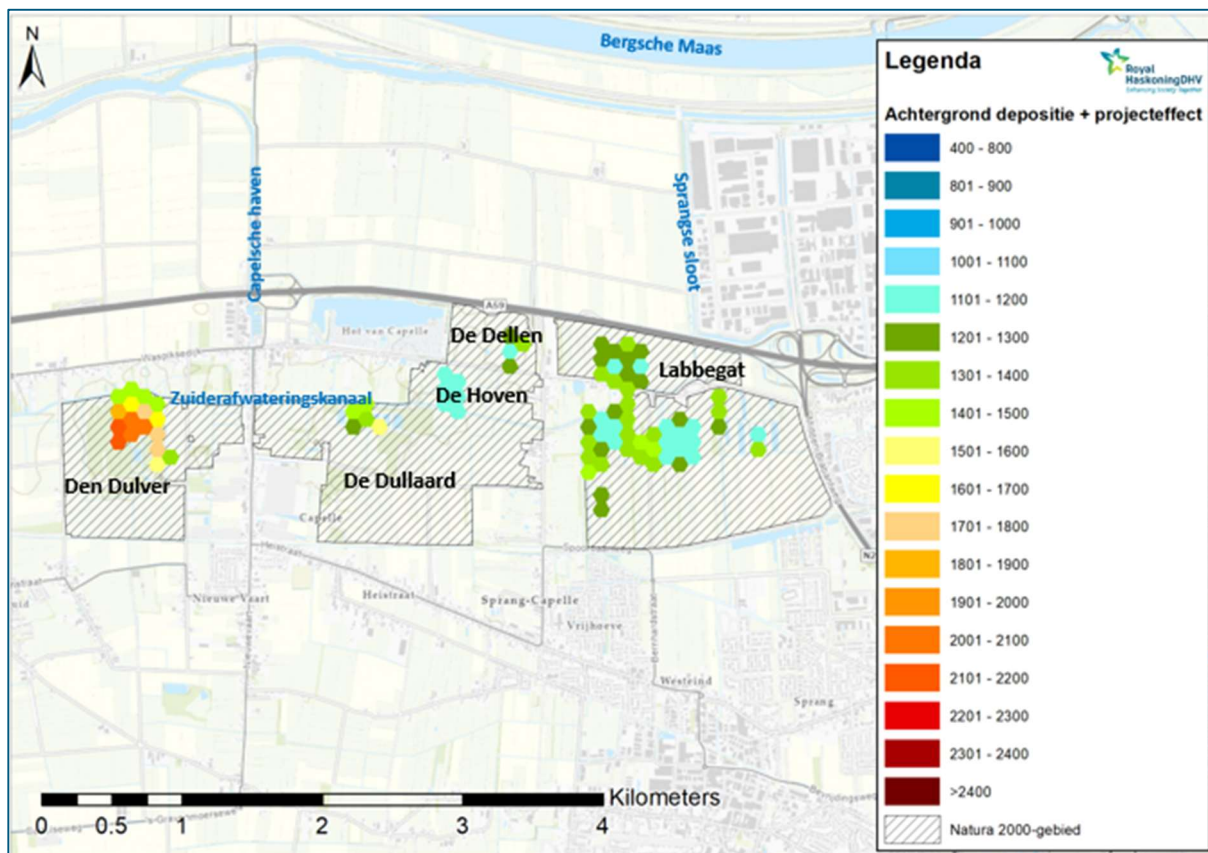 N
Bergsche Maas
Capelsche haven
Sprangse sloot
A59
Hof van Capelle
De Dellen
Labbegat
Zuiderafwateringskanaal
De Hoven
Den Dulver
De Dullaard
Capelle
Heistraat
Nieuwe Vaart
Heistraat
Sprang-Capelle
Vrijhoeve
Westeind
Sprang
Kilometers
0 0.5 1 2 3 4
Legenda
Royal
HaskoningDHV
Enhancing Society Together
Achtergrond depositie + projecteffect
400 - 800
801 - 900
901 - 1000
1001 - 1100
1101 - 1200
1201 - 1300
1301 - 1400
1401 - 1500
1501 - 1600
1601 - 1700
1701 - 1800
1801 - 1900
1901 - 2000
2001 - 2100
2101 - 2200
2201 - 2300
2301 - 2400
>2400
Natura 2000-gebied